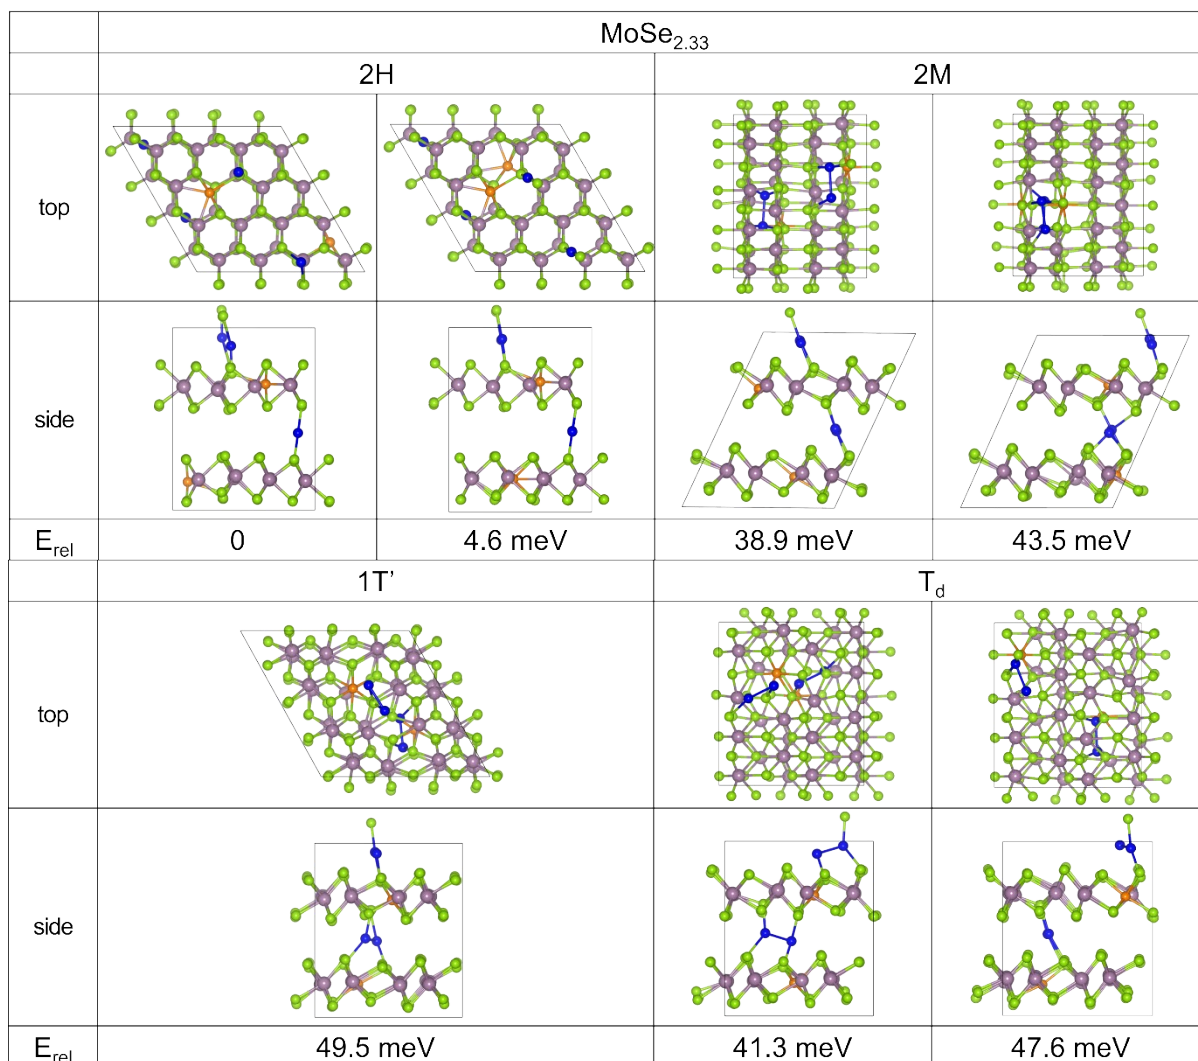 MoSe2.33
2H 2M
top
side
Erel 0 4.6 meV 38.9 meV 43.5 meV
1T’ Td
top
side
Erel 49.5 meV 41.3 meV 47.6 meV